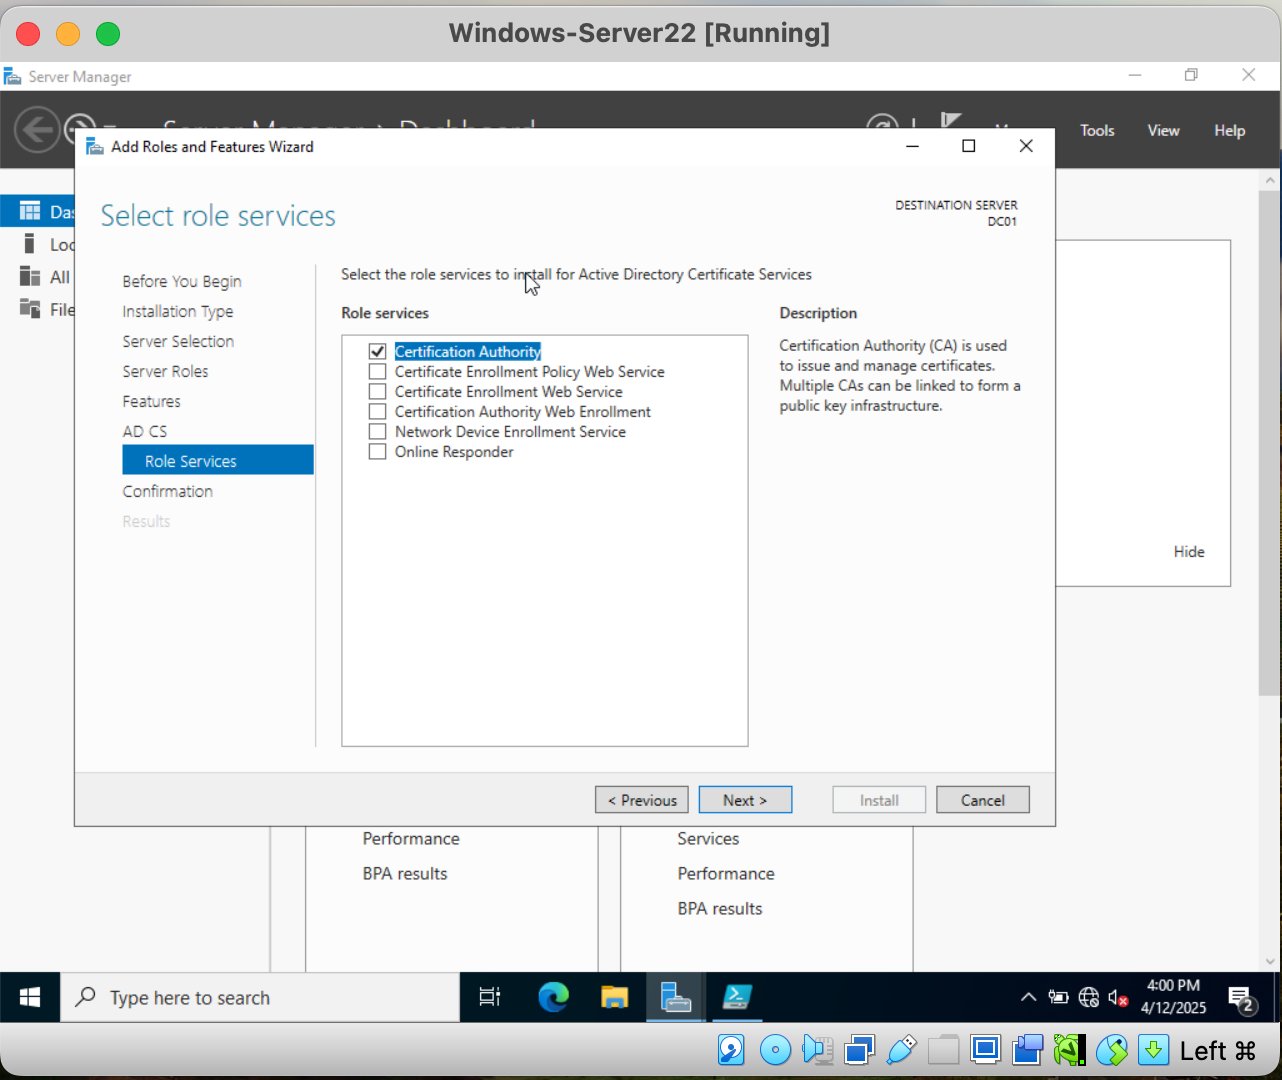 Windows-Server22 [Running]
Server Manager
Tools
View
Help
Add Roles and Features Wizard
Select role services
DESTINATION SERVER
DC01
Before You Begin
Installation Type
Server Selection
Server Roles
Features
AD CS
Role Services
Confirmation
Results
Select the role services to install for Active Directory Certificate Services
Role services
Certification Authority
Certificate Enrollment Policy Web Service
Certificate Enrollment Web Service
Certification Authority Web Enrollment
Network Device Enrollment Service
Online Responder
Description
Certification Authority (CA) is used
to issue and manage certificates.
Multiple CAs can be linked to form a
public key infrastructure.
Das
Loc
All
File
Hide
< Previous
Next >
Install
Cancel
Performance
BPA results
Services
Performance
BPA results
Type here to search
4:00 PM
4/12/2025
2
Left ⌘